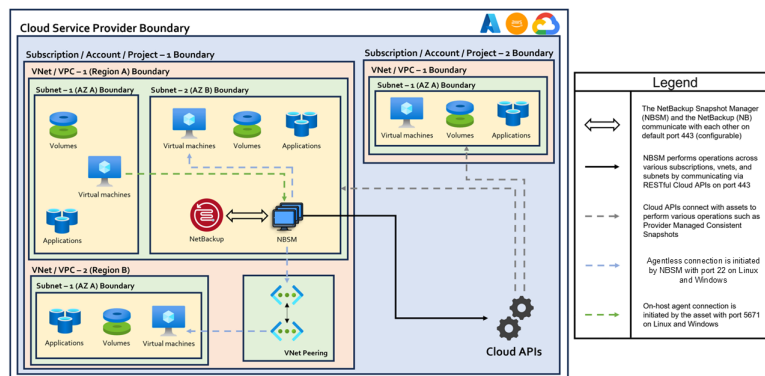 Cloud Service Provider Boundary
aws
Subscription / Account / Project – 1 Boundary
VNet / VPC – 1 (Region A) Boundary
Subnet – 1 (AZ A) Boundary
Volumes
Virtual machines
Applications
Subnet – 2 (AZ B) Boundary
Virtual machines
Volumes
Applications
NetBackup
NBSM
VNet / VPC – 2 (Region B)
Subnet – 1 (AZ A) Boundary
Applications
Volumes
Virtual machines
VNet Peering
Subscription / Account/Project – 2 Boundary
VNet / VPC – 1 Boundary
Subnet – 1 (AZ A) Boundary
Virtual machines
Volumes
Applications
Cloud APIs
Legend
The NetBackup Snapshot Manager
(NBSM) and the NetBackup (NB)
communicate with each other on
default port 443 (configurable)
NBSM performs operations across
various subscriptions, vnets, and
subnets by communicating via
RESTful Cloud APIs on port 443
Cloud APIs connect with assets to
perform various operations such as
Provider Managed Consistent
Snapshots
Agentless connection is initiated
by NBSM with port 22 on Linux
and Windows
On-host agent connection is
initiated by the asset with port 5671
on Linux and Windows